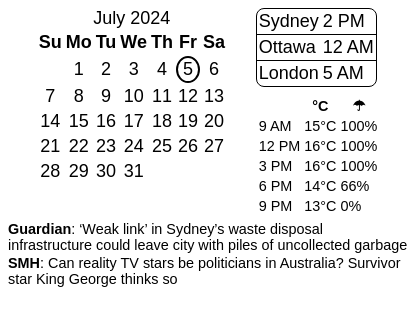 July 2024
Su Mo Tu We Th Fr Sa
1 2 3 4 5 6
7 8 9 10 11 12 13
14 15 16 17 18 19 20
21 22 23 24 25 26 27
28 29 30 31
Sydney 2 PM
Ottawa 12 AM
London 5 AM
°C ☂
9 AM 15°C 100%
12 PM 16°C 100%
3 PM 16°C 100%
6 PM 14°C 66%
9 PM 13°C 0%
Guardian: ‘Weak link’ in Sydney’s waste disposal
infrastructure could leave city with piles of uncollected garbage
SMH: Can reality TV stars be politicians in Australia? Survivor
star King George thinks so